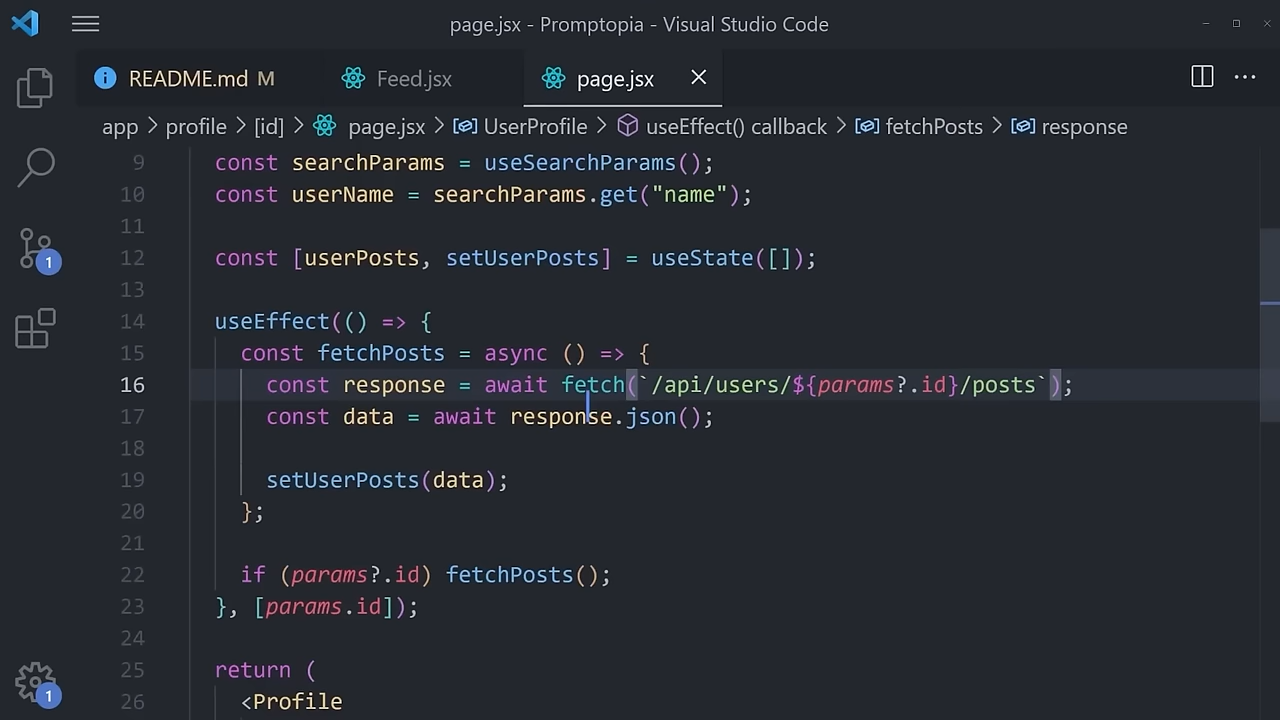 page.jsx - Promptopia - Visual Studio Code
README.md M Feed.jsx page.jsx
app > profile > [id] > page.jsx > UserProfile > useEffect() callback > fetchPosts > response
9 const searchParams = useSearchParams();
10 const userName = searchParams.get("name");
11
12 const [userPosts, setUserPosts] = useState([]);
13
14 useEffect(() => {
15 const fetchPosts = async () => {
16 const response = await fetch(`/api/users/${params?.id}/posts`);
17 const data = await response.json();
18
19 setUserPosts(data);
20 };
21
22 if (params?.id) fetchPosts();
23 }, [params.id]);
24
25 return (
26 <Profile
1
1